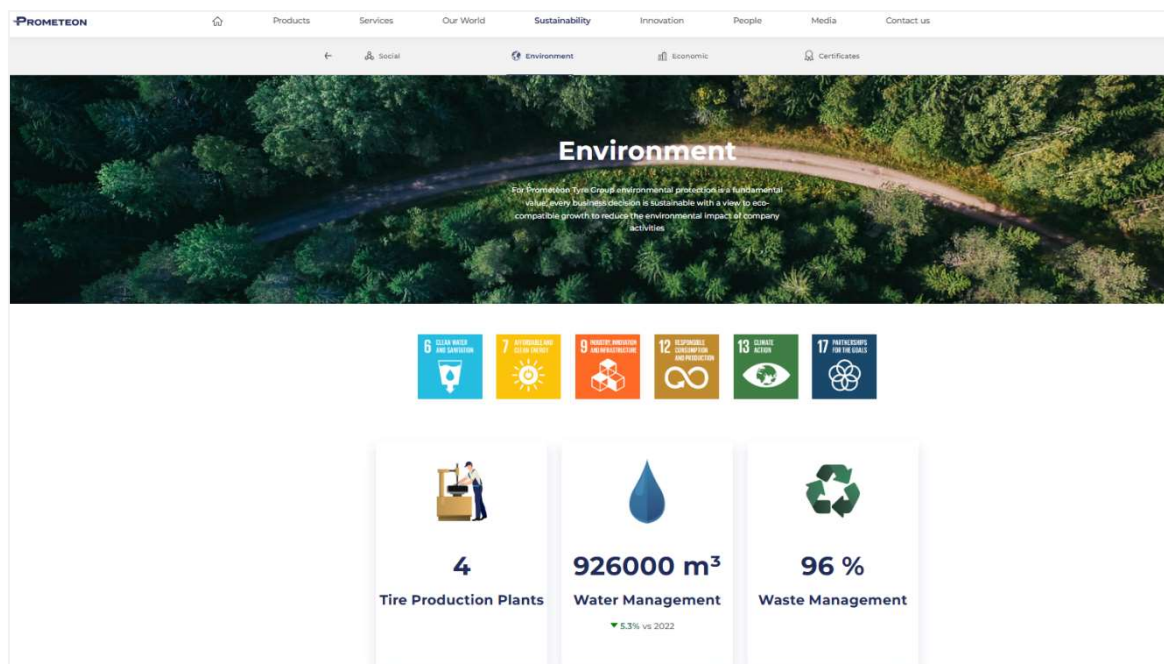 PROMETEON
Products Services Our World Sustainability Innovation People Media Contact us
Social Environment Economic Certificates
Environment
For Prometeon Tyre Group environmental protection is a fundamental
value: every business decision is sustainable with a view to eco-
compatible growth to reduce the environmental impact of company
activities
6 CLEAN WATER
AND SANITATION
7 AFFORDABLE AND
CLEAN ENERGY
9 INDUSTRY, INNOVATION
AND INFRASTRUCTURE
12 RESPONSIBLE
CONSUMPTION
AND PRODUCTION
13 CLIMATE
ACTION
17 PARTNERSHIPS
FOR THE GOALS
4
Tire Production Plants
926000 m³
Water Management
▼ 5.3% vs 2022
96 %
Waste Management